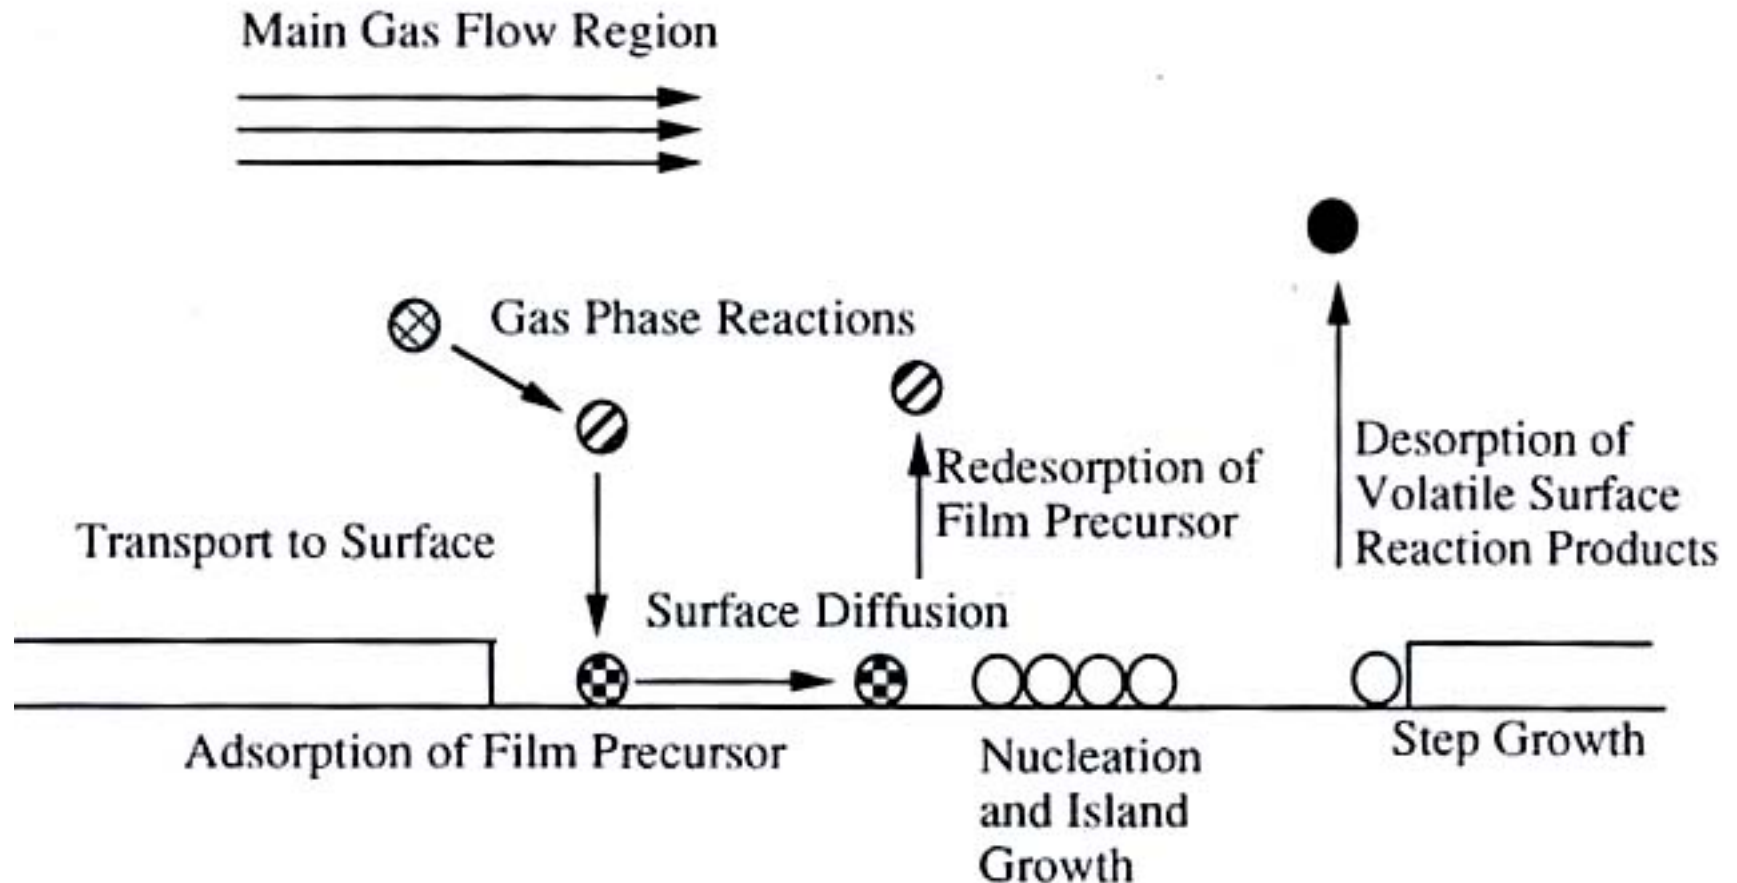 Main Gas Flow Region
Gas Phase Reactions
Desorption of
Volatile Surface
Reaction Products
Redesorption of
Film Precursor
Transport to Surface
Surface Diffusion
Adsorption of Film Precursor
Nucleation
and Island
Growth
Step Growth